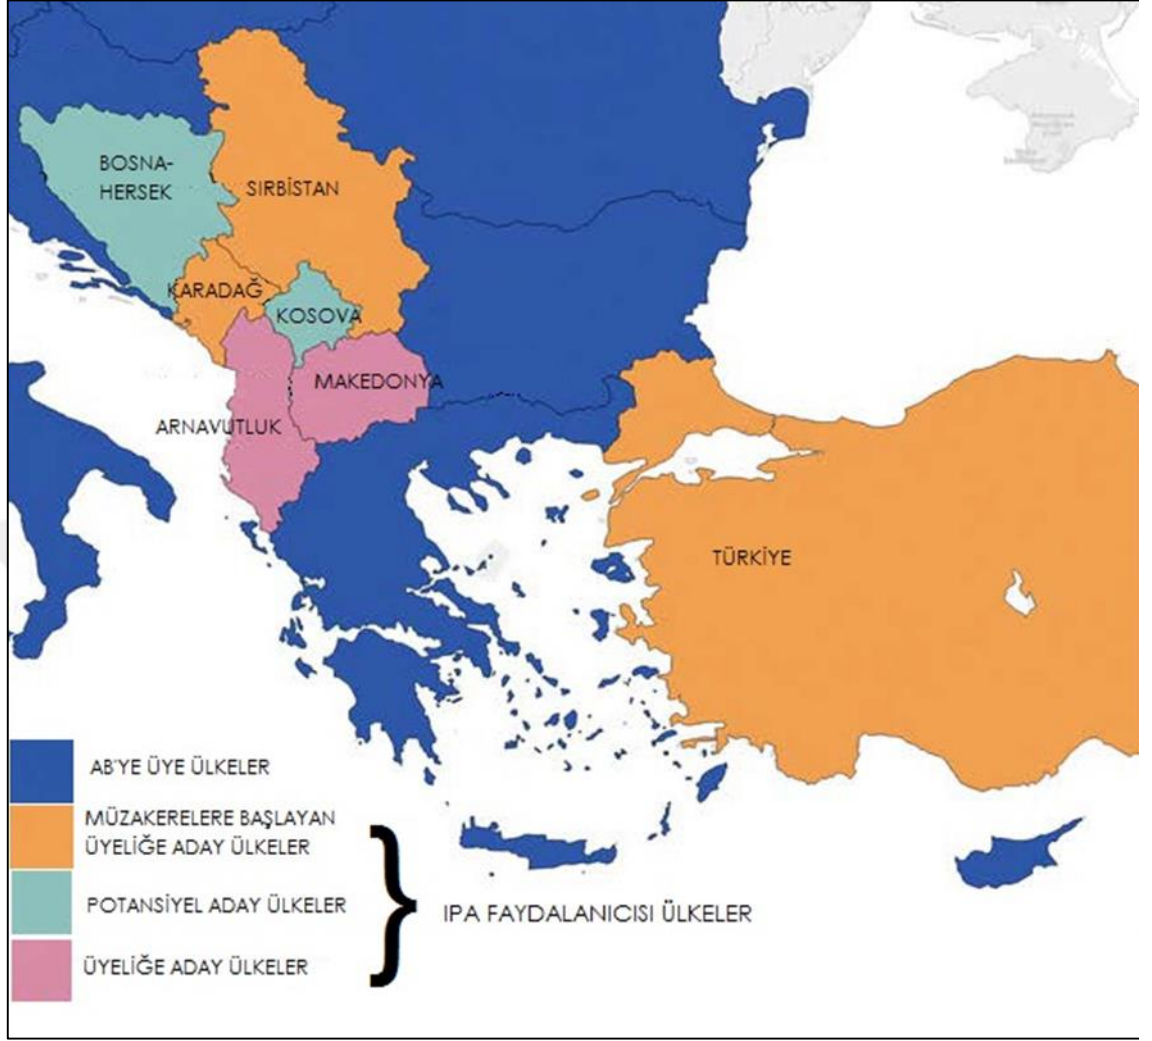 BOSNA-
HERSEK
SIRBİSTAN
KARADAĞ
KOSOVA
MAKEDONYA
ARNAVUTLUK
TÜRKİYE
AB'YE ÜYE ÜLKELER
MÜZAKERELERE BAŞLAYAN
ÜYELİĞE ADAY ÜLKELER
POTANSİYEL ADAY ÜLKELER
IPA FAYDALANICISI ÜLKELER
ÜYELİĞE ADAY ÜLKELER